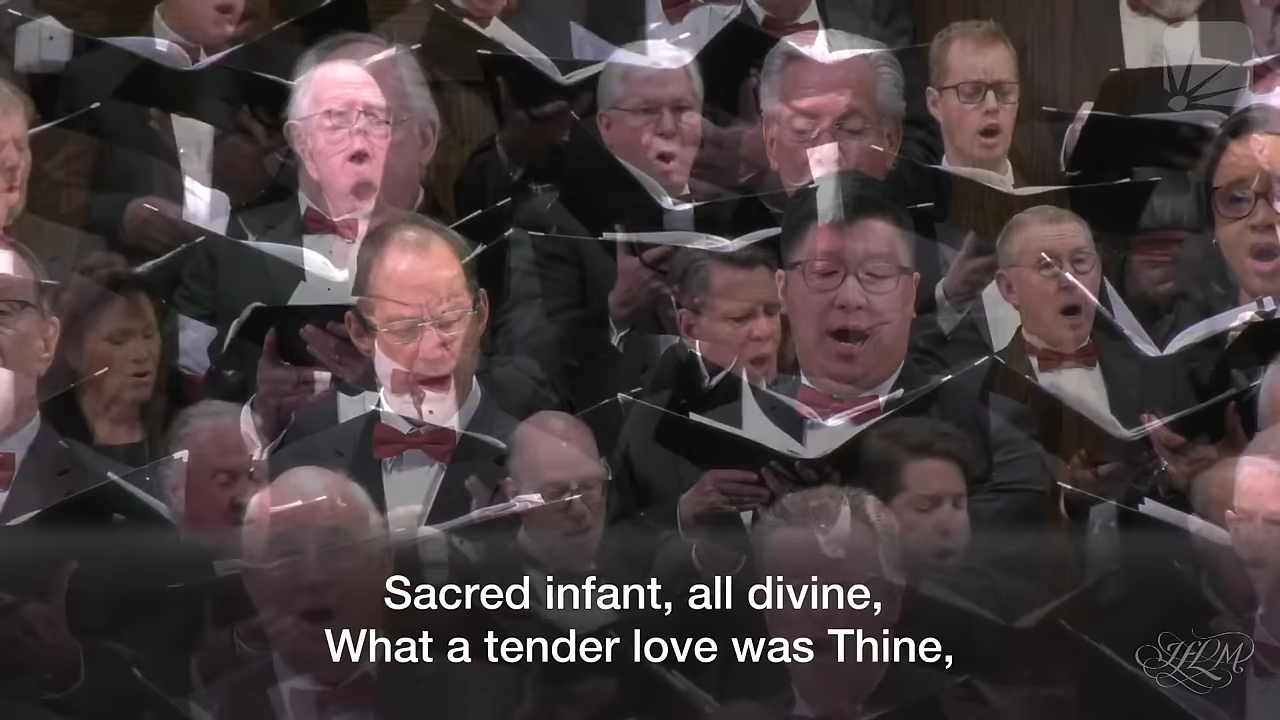 Sacred infant, all divine,
What a tender love was Thine,